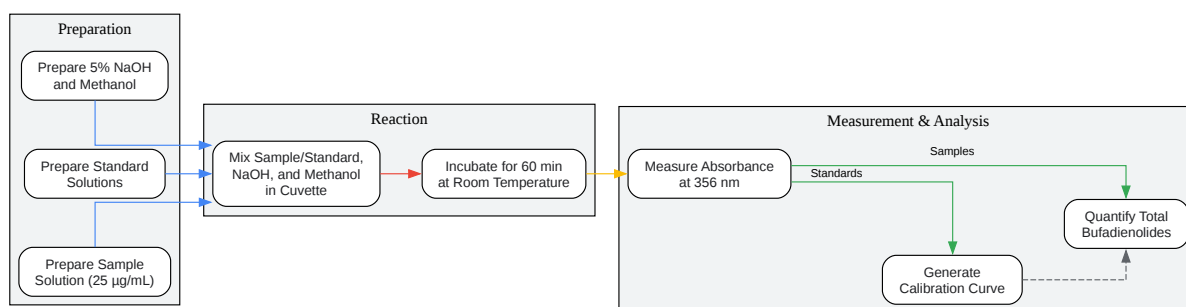 Preparation
Prepare 5% NaOH
and Methanol
Prepare Standard
Solutions
Prepare Sample
Solution (25 µg/mL)
Reaction
Mix Sample/Standard,
NaOH, and Methanol
in Cuvette
Incubate for 60 min
at Room Temperature
Measurement & Analysis
Measure Absorbance
at 356 nm
Samples
Standards
Quantify Total
Bufadienolides
Generate
Calibration Curve